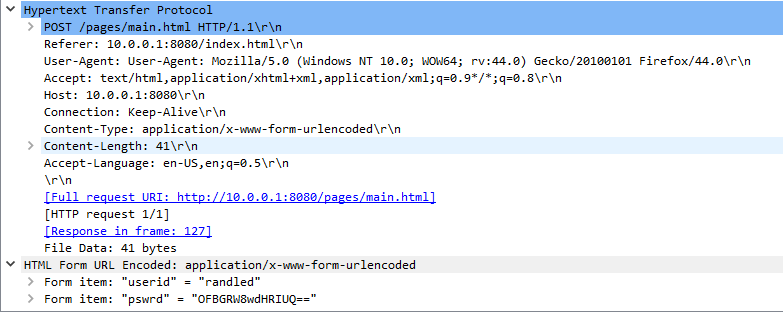 Hypertext Transfer Protocol
POST /pages/main.html HTTP/1.1\r\n
Referer: 10.0.0.1:8080/index.html\r\n
User-Agent: User-Agent: Mozilla/5.0 (Windows NT 10.0; WOW64; rv:44.0) Gecko/20100101 Firefox/44.0\r\n
Accept: text/html,application/xhtml+xml,application/xml;q=0.9*/*;q=0.8\r\n
Host: 10.0.0.1:8080\r\n
Connection: Keep-Alive\r\n
Content-Type: application/x-www-form-urlencoded\r\n
Content-Length: 41\r\n
Accept-Language: en-US,en;q=0.5\r\n
\r\n
[Full request URI: http://10.0.0.1:8080/pages/main.html]
[HTTP request 1/1]
[Response in frame: 127]
File Data: 41 bytes
HTML Form URL Encoded: application/x-www-form-urlencoded
Form item: "userid" = "randled"
Form item: "pswrd" = "OFBGRW8wdHRIUQ=="